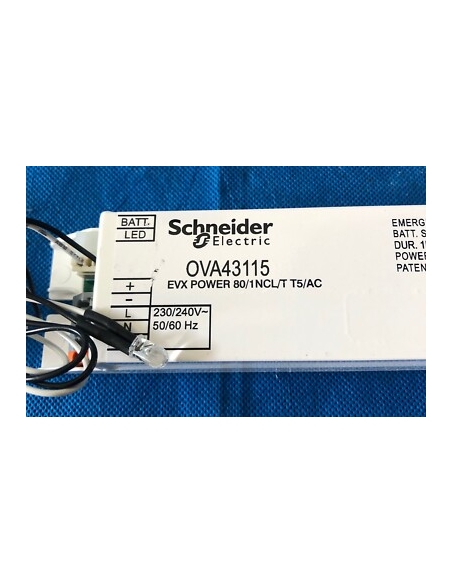 BATT.
LED
Schneider
Electric
OVA43115
EVX POWER 80/1NCL/T T5/AC
+
−
L
N
230/240V~
50/60 Hz
EMERG
BATT. S
DUR. 1
POWER
PATEN